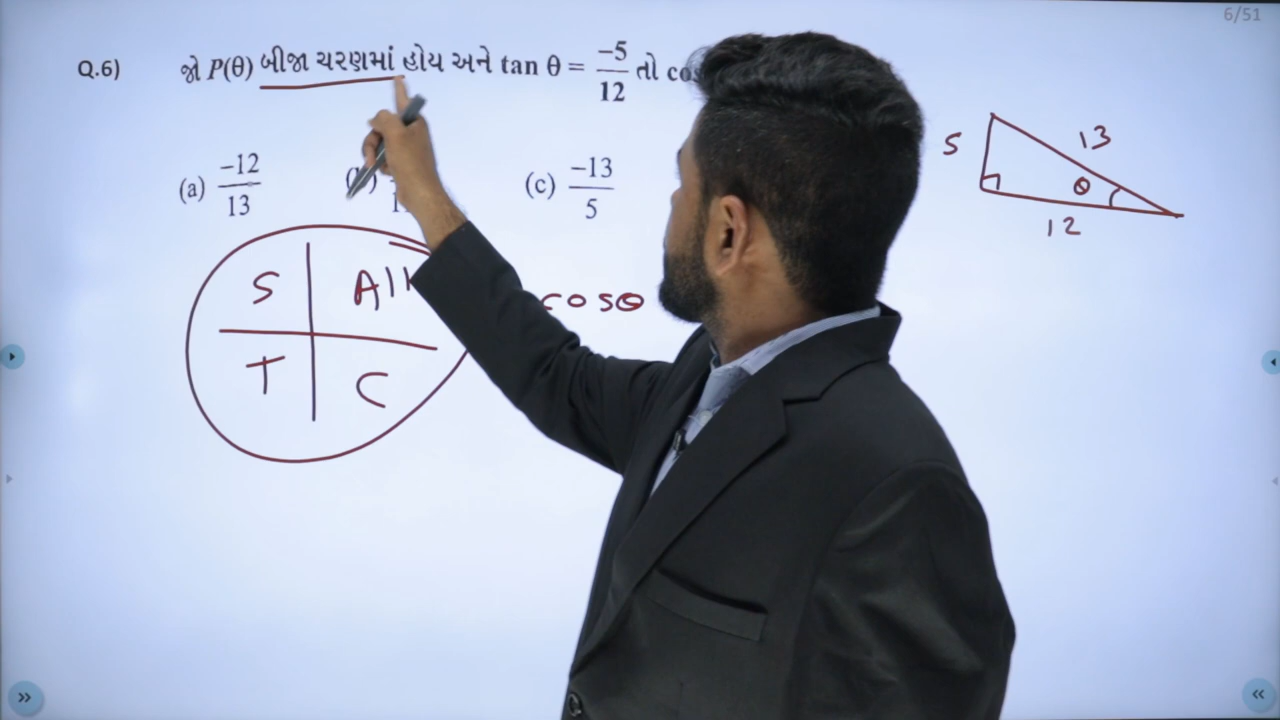 6/51
Q.6) જો P(θ) બીજા ચરણમાં હોય અને tan θ = -5/12 તો cos
(a) -12/13 (c) -13/5
5 13 θ 12
S All
T C
cosθ